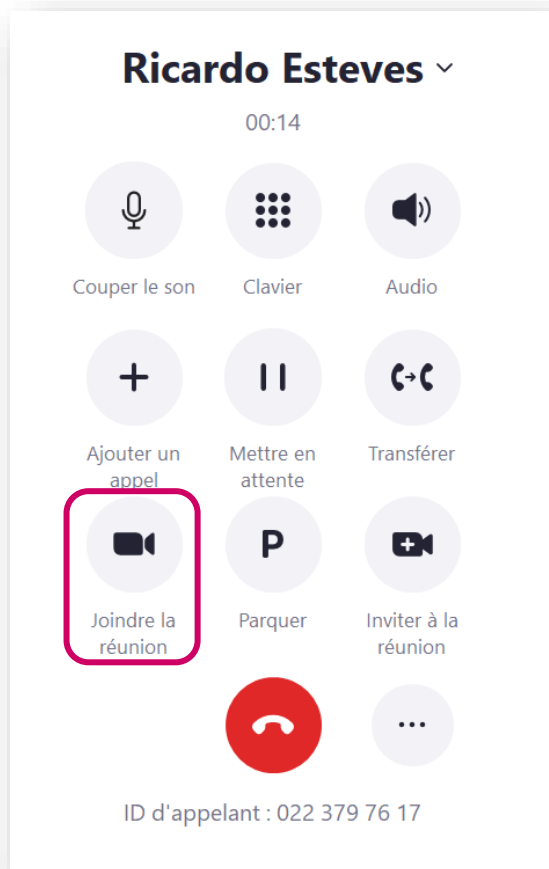 Ricardo Esteves
00:14
Couper le son Clavier Audio
Ajouter un appel Mettre en attente Transférer
P
Joindre la réunion Parquer Inviter à la réunion
ID d'appelant : 022 379 76 17